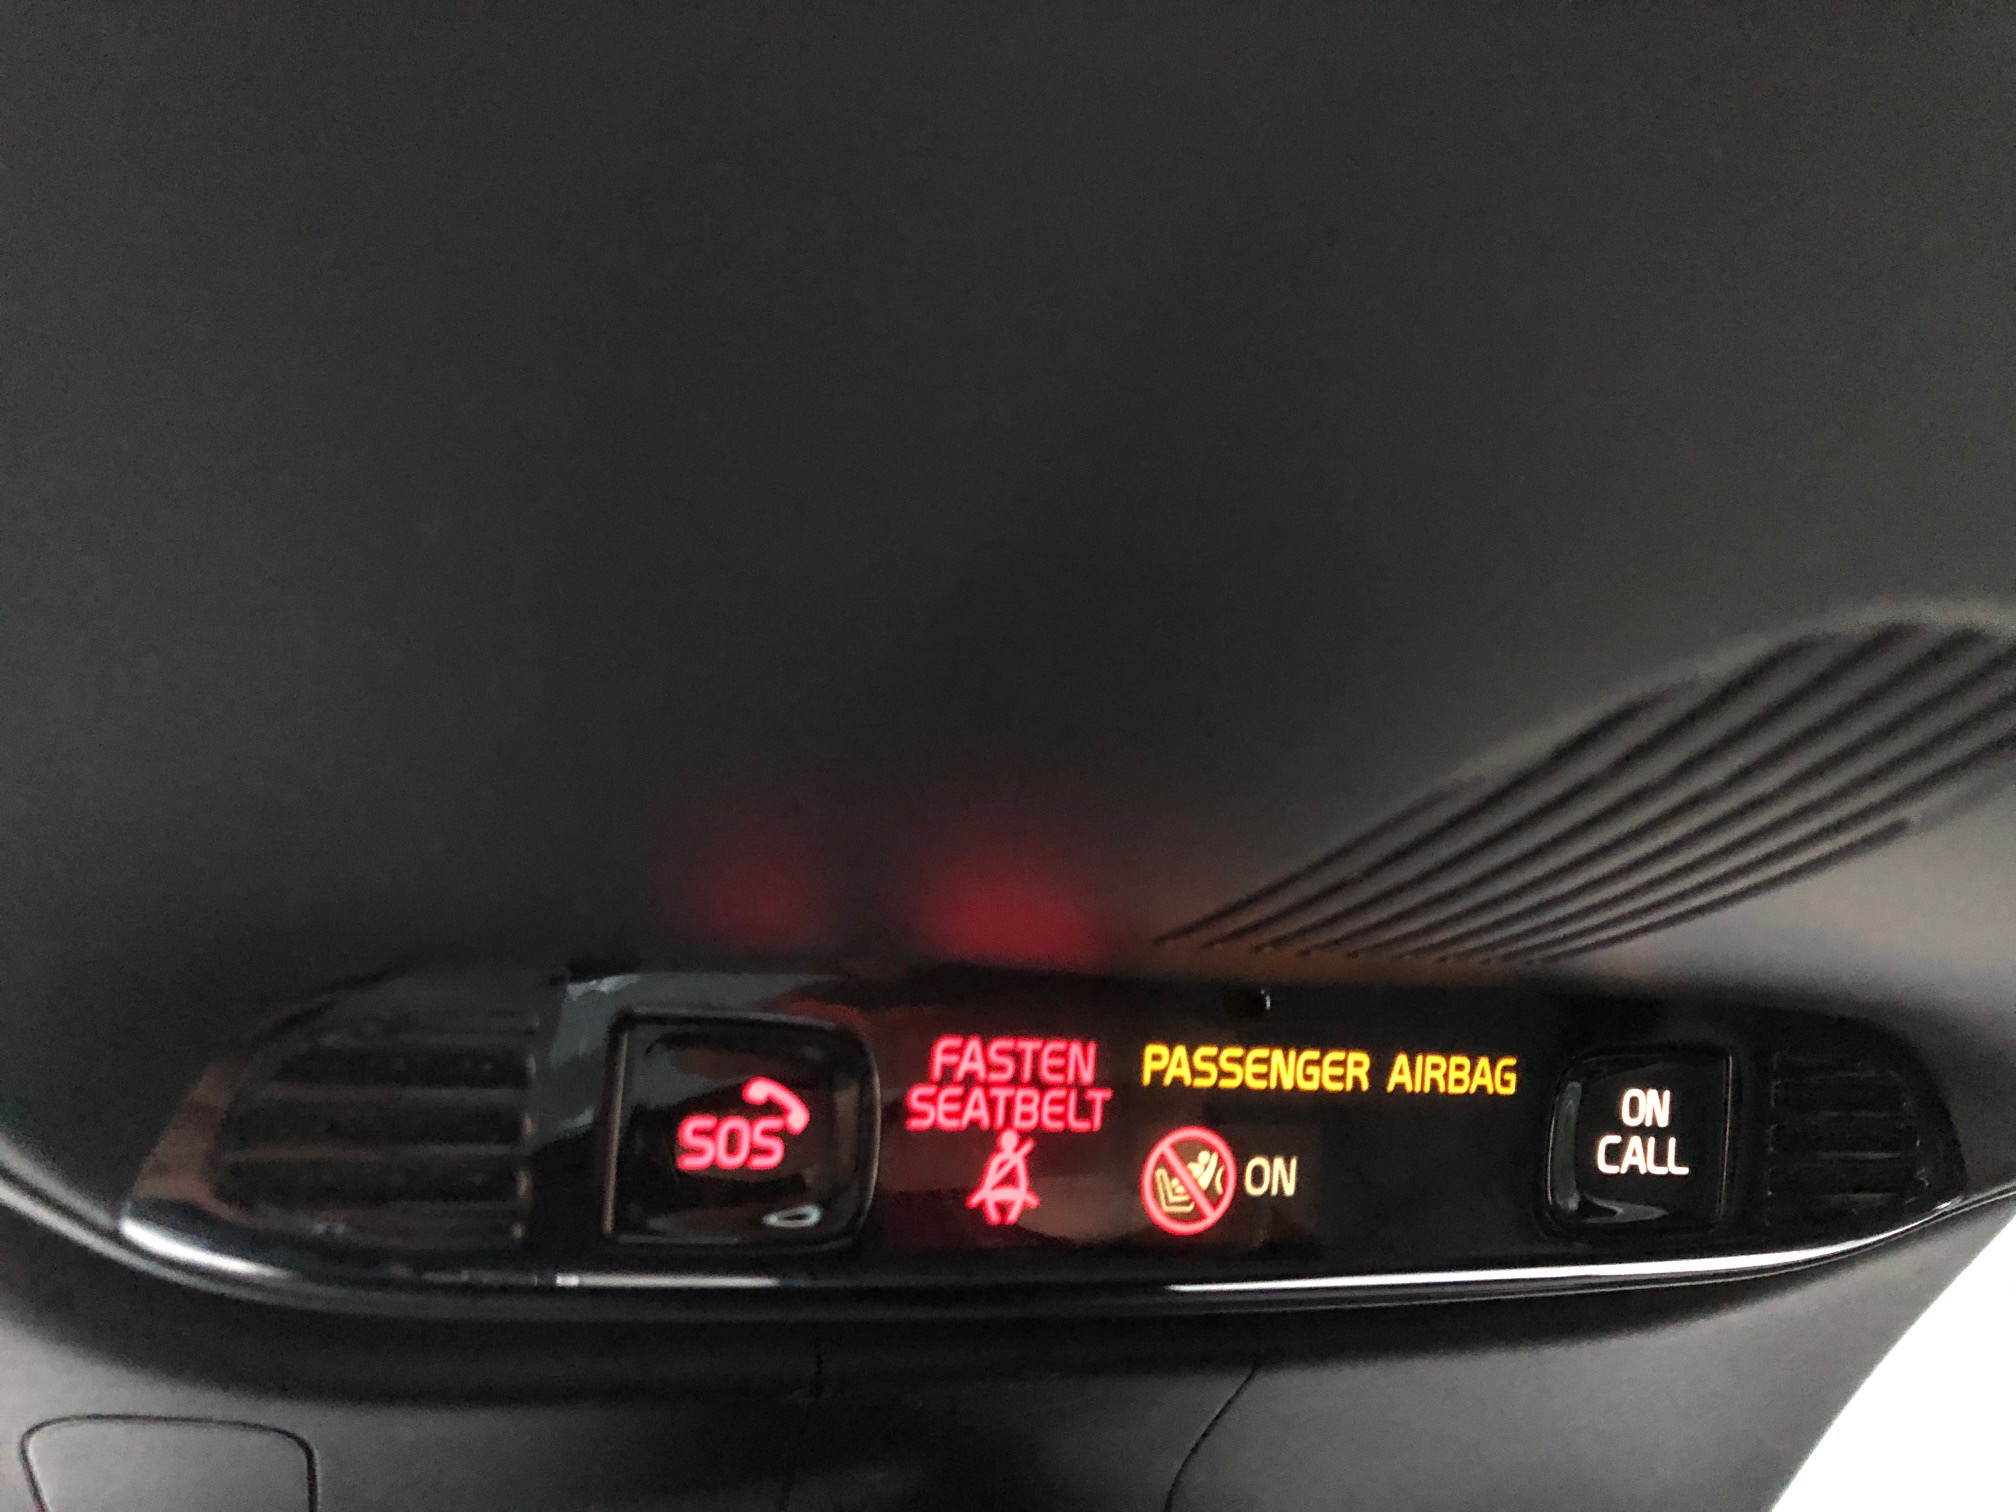 SOS
FASTEN
SEATBELT
PASSENGER AIRBAG
ON
ON
CALL